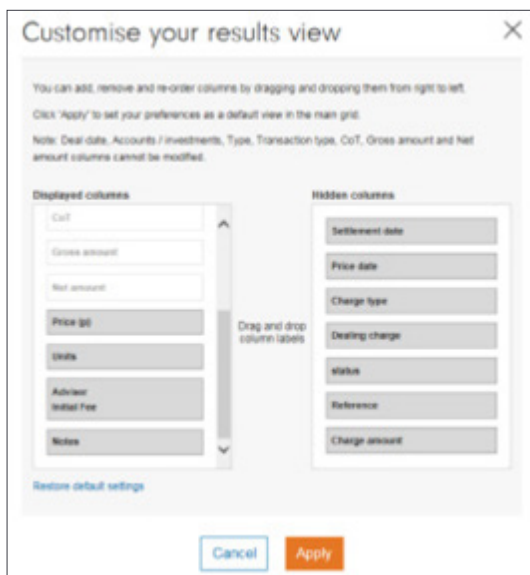 Customise your results view
You can add, remove and re-order columns by dragging and dropping them from right to left.
Click 'Apply' to set your preferences as a default view in the main grid.
Note: Deal date, Accounts / investments, Type, Transaction type, CoT, Gross amount and Net
amount columns cannot be modified.
Displayed columns
CoT
Gross amount
Net amount
Price (p)
Units
Adviser
Initial Fee
Notes
Restore default settings
Drag and drop
column labels
Hidden columns
Settlement date
Price date
Charge type
Dealing charge
status
Reference
Charge amount
Cancel
Apply